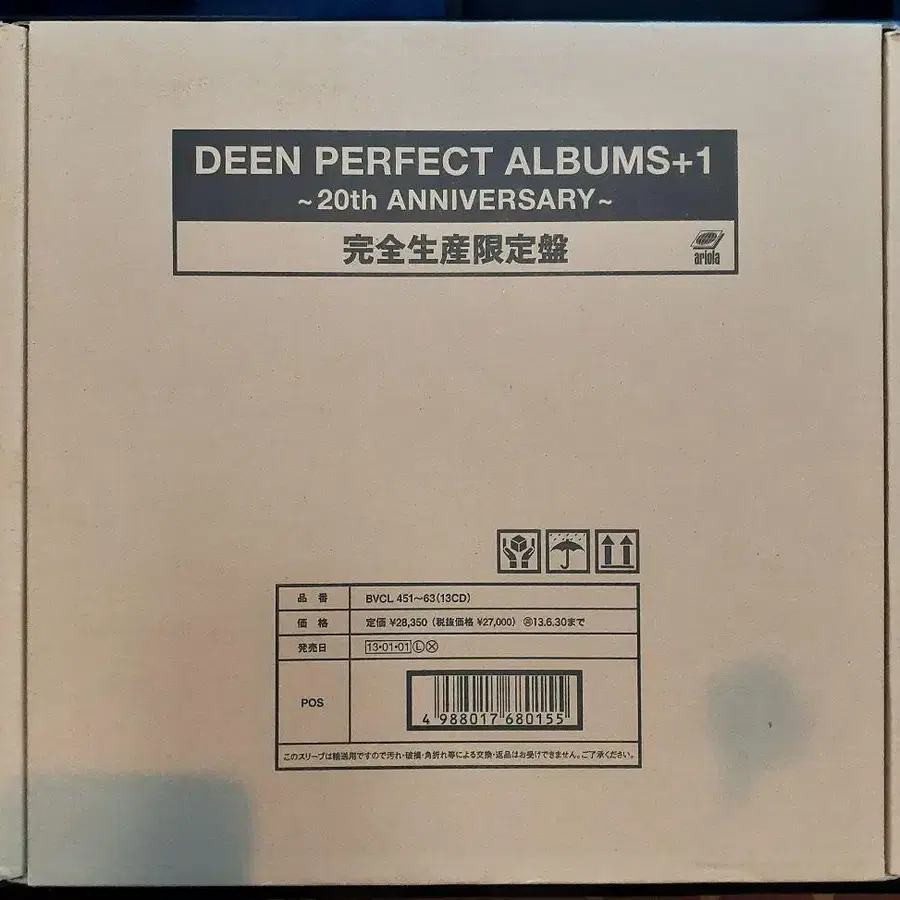 DEEN PERFECT ALBUMS+1
~20th ANNIVERSARY~
完全生産限定盤
ariola
品 番 BVCL 451~63(13CD)
価 格 定価 ¥28,350 (税抜価格 ¥27,000) 再13.6.30まで
発売日 13・01・01 Ⓛ Ⓧ
POS
4 988017 680155
このスリーブは輸送用ですので汚れ・破損・角折れ等による交換・返品はお受けできません。ご了承ください。